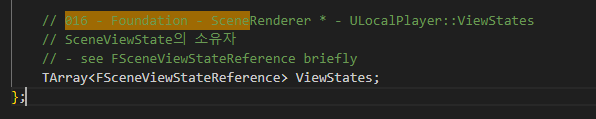 // 016 - Foundation - SceneRenderer * - ULocalPlayer::ViewStates
// SceneViewState의 소유자
// - see FSceneViewStateReference briefly
TArray<FSceneViewStateReference> ViewStates;
};